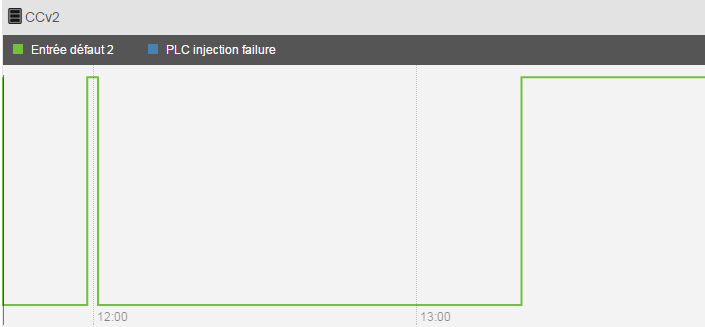 CCv2
Entrée défaut 2 PLC injection failure
12:00 13:00